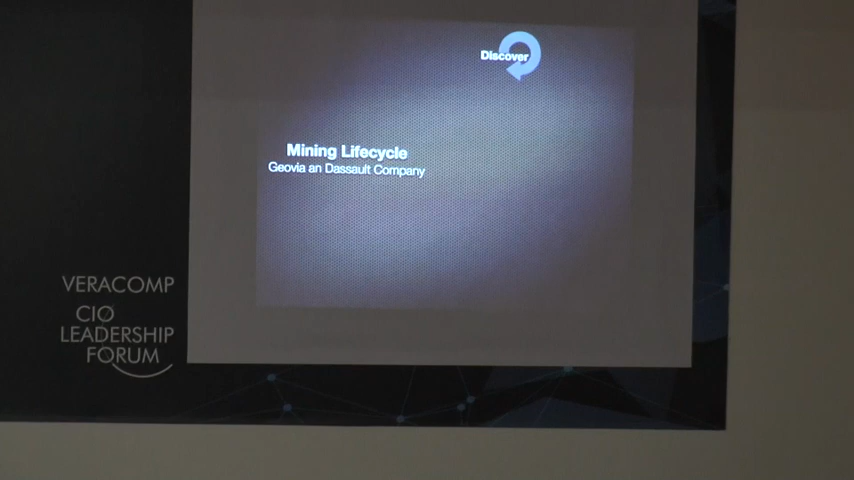 Discover
Mining Lifecycle
Geovia an Dassault Company
VERACOMP
CIO
LEADERSHIP
FORUM